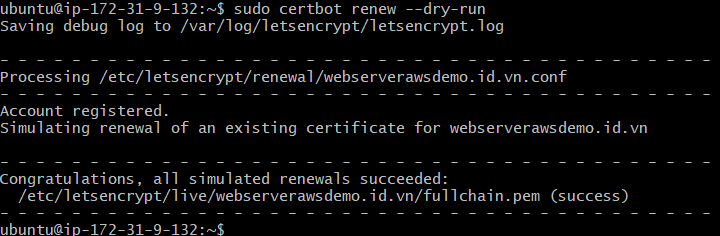 ubuntu@ip-172-31-9-132:~$ sudo certbot renew --dry-run
Saving debug log to /var/log/letsencrypt/letsencrypt.log

- - - - - - - - - - - - - - - - - - - - - - - - - - - - - - - - - - - - - - - -
Processing /etc/letsencrypt/renewal/webserverawsdemo.id.vn.conf
- - - - - - - - - - - - - - - - - - - - - - - - - - - - - - - - - - - - - - - -
Account registered.
Simulating renewal of an existing certificate for webserverawsdemo.id.vn

- - - - - - - - - - - - - - - - - - - - - - - - - - - - - - - - - - - - - - - -
Congratulations, all simulated renewals succeeded:
  /etc/letsencrypt/live/webserverawsdemo.id.vn/fullchain.pem (success)
- - - - - - - - - - - - - - - - - - - - - - - - - - - - - - - - - - - - - - - -
ubuntu@ip-172-31-9-132:~$